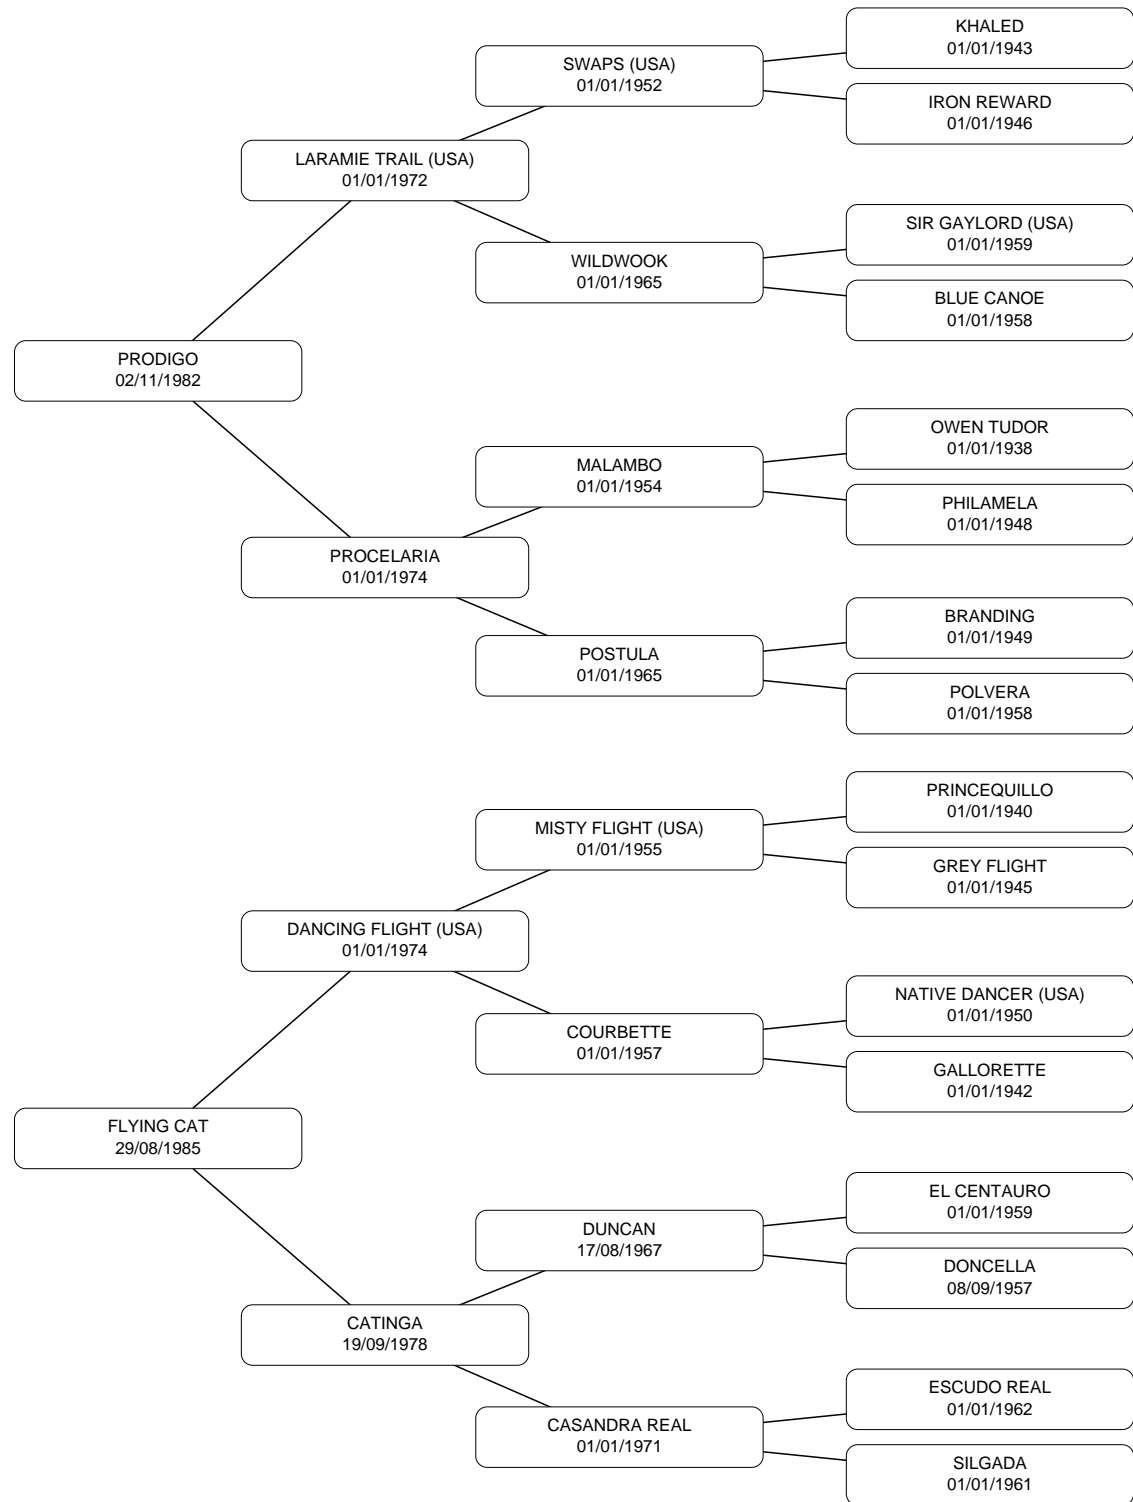 KHALED
01/01/1943
SWAPS (USA)
01/01/1952
IRON REWARD
01/01/1946
LARAMIE TRAIL (USA)
01/01/1972
SIR GAYLORD (USA)
01/01/1959
WILDWOOK
01/01/1965
BLUE CANOE
01/01/1958
PRODIGO
02/11/1982
OWEN TUDOR
01/01/1938
MALAMBO
01/01/1954
PHILAMELA
01/01/1948
PROCELARIA
01/01/1974
BRANDING
01/01/1949
POSTULA
01/01/1965
POLVERA
01/01/1958
PRINCEQUILLO
01/01/1940
MISTY FLIGHT (USA)
01/01/1955
GREY FLIGHT
01/01/1945
DANCING FLIGHT (USA)
01/01/1974
NATIVE DANCER (USA)
01/01/1950
COURBETTE
01/01/1957
GALLORETTE
01/01/1942
FLYING CAT
29/08/1985
EL CENTAURO
01/01/1959
DUNCAN
17/08/1967
DONCELLA
08/09/1957
CATINGA
19/09/1978
ESCUDO REAL
01/01/1962
CASANDRA REAL
01/01/1971
SILGADA
01/01/1961